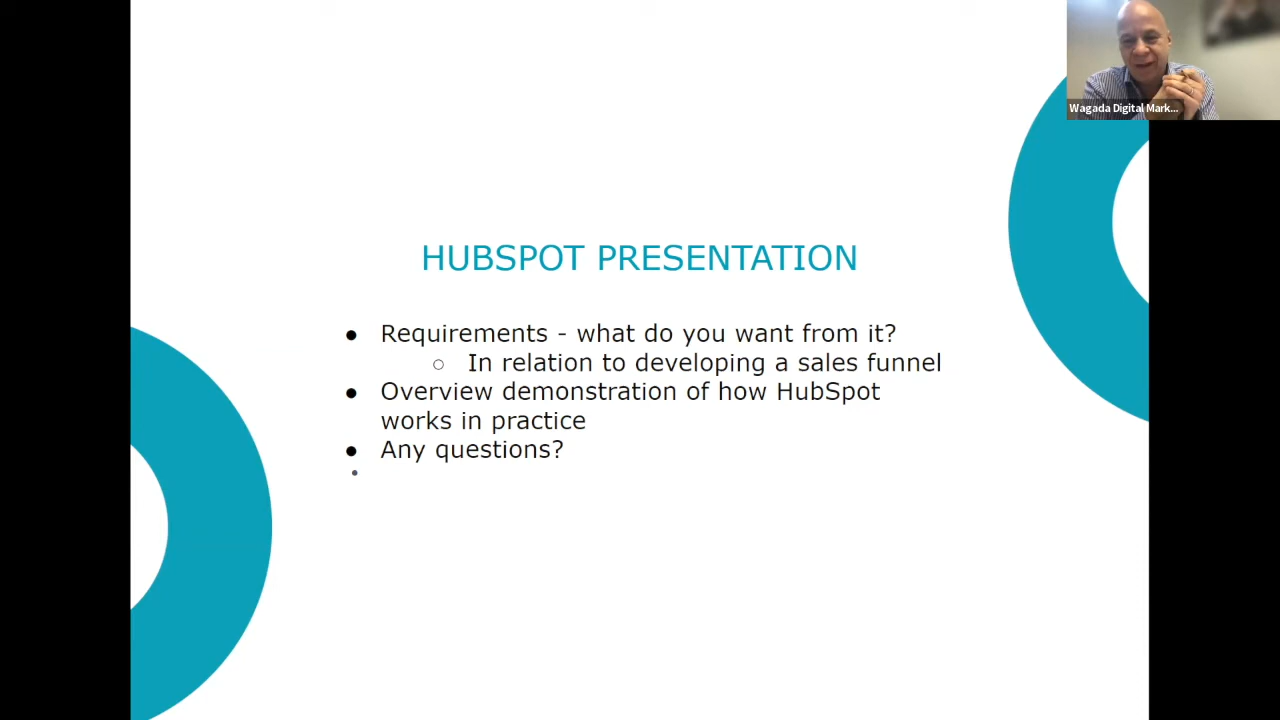 Wagada Digital Mark...
HUBSPOT PRESENTATION
● Requirements - what do you want from it?
○ In relation to developing a sales funnel
● Overview demonstration of how HubSpot
works in practice
● Any questions?
•